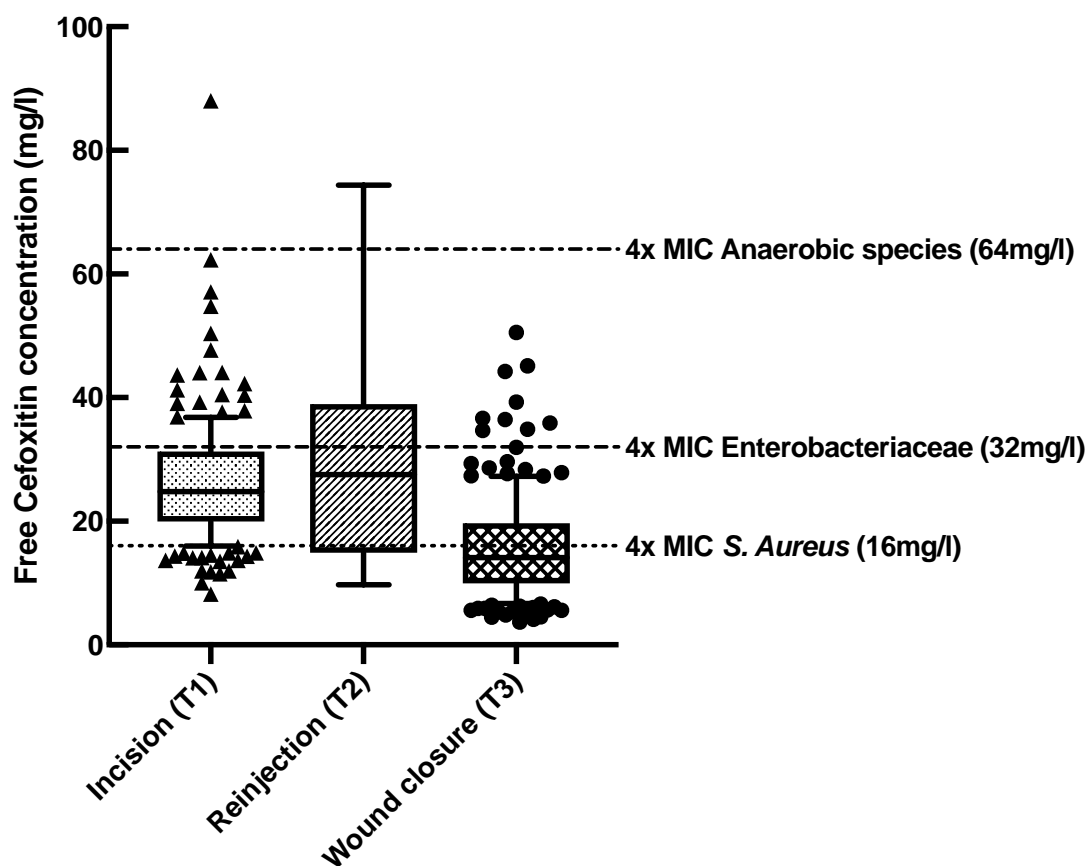 Free Cefoxitin concentration (mg/l)
100
80
60
40
20
0
4x MIC Anaerobic species (64mg/l)
4x MIC Enterobacteriaceae (32mg/l)
4x MIC S. Aureus (16mg/l)
Incision (T1)
Reinjection (T2)
Wound closure (T3)